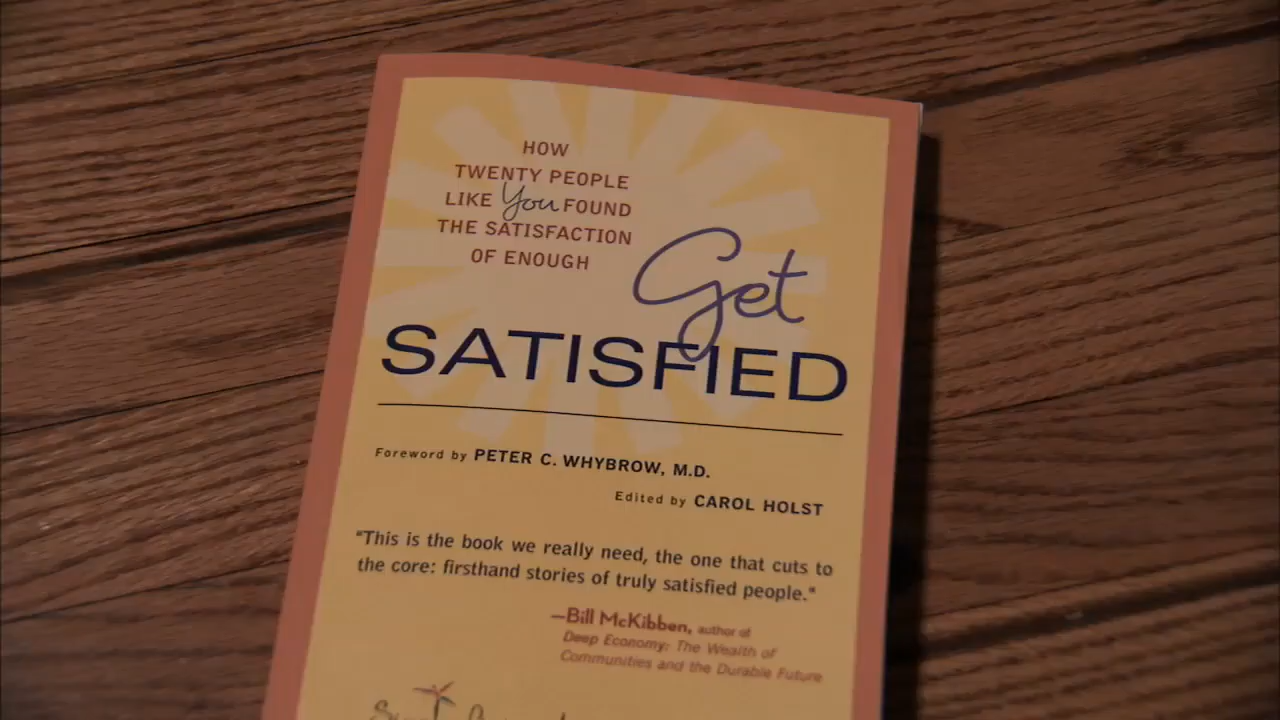 HOW
TWENTY PEOPLE
LIKE You FOUND
THE SATISFACTION
OF ENOUGH
Get
SATISFIED
Foreword by PETER C. WHYBROW, M.D.
Edited by CAROL HOLST
"This is the book we really need, the one that cuts to
the core: firsthand stories of truly satisfied people."
—Bill McKibben, author of
Deep Economy: The Wealth of
Communities and the Durable Future